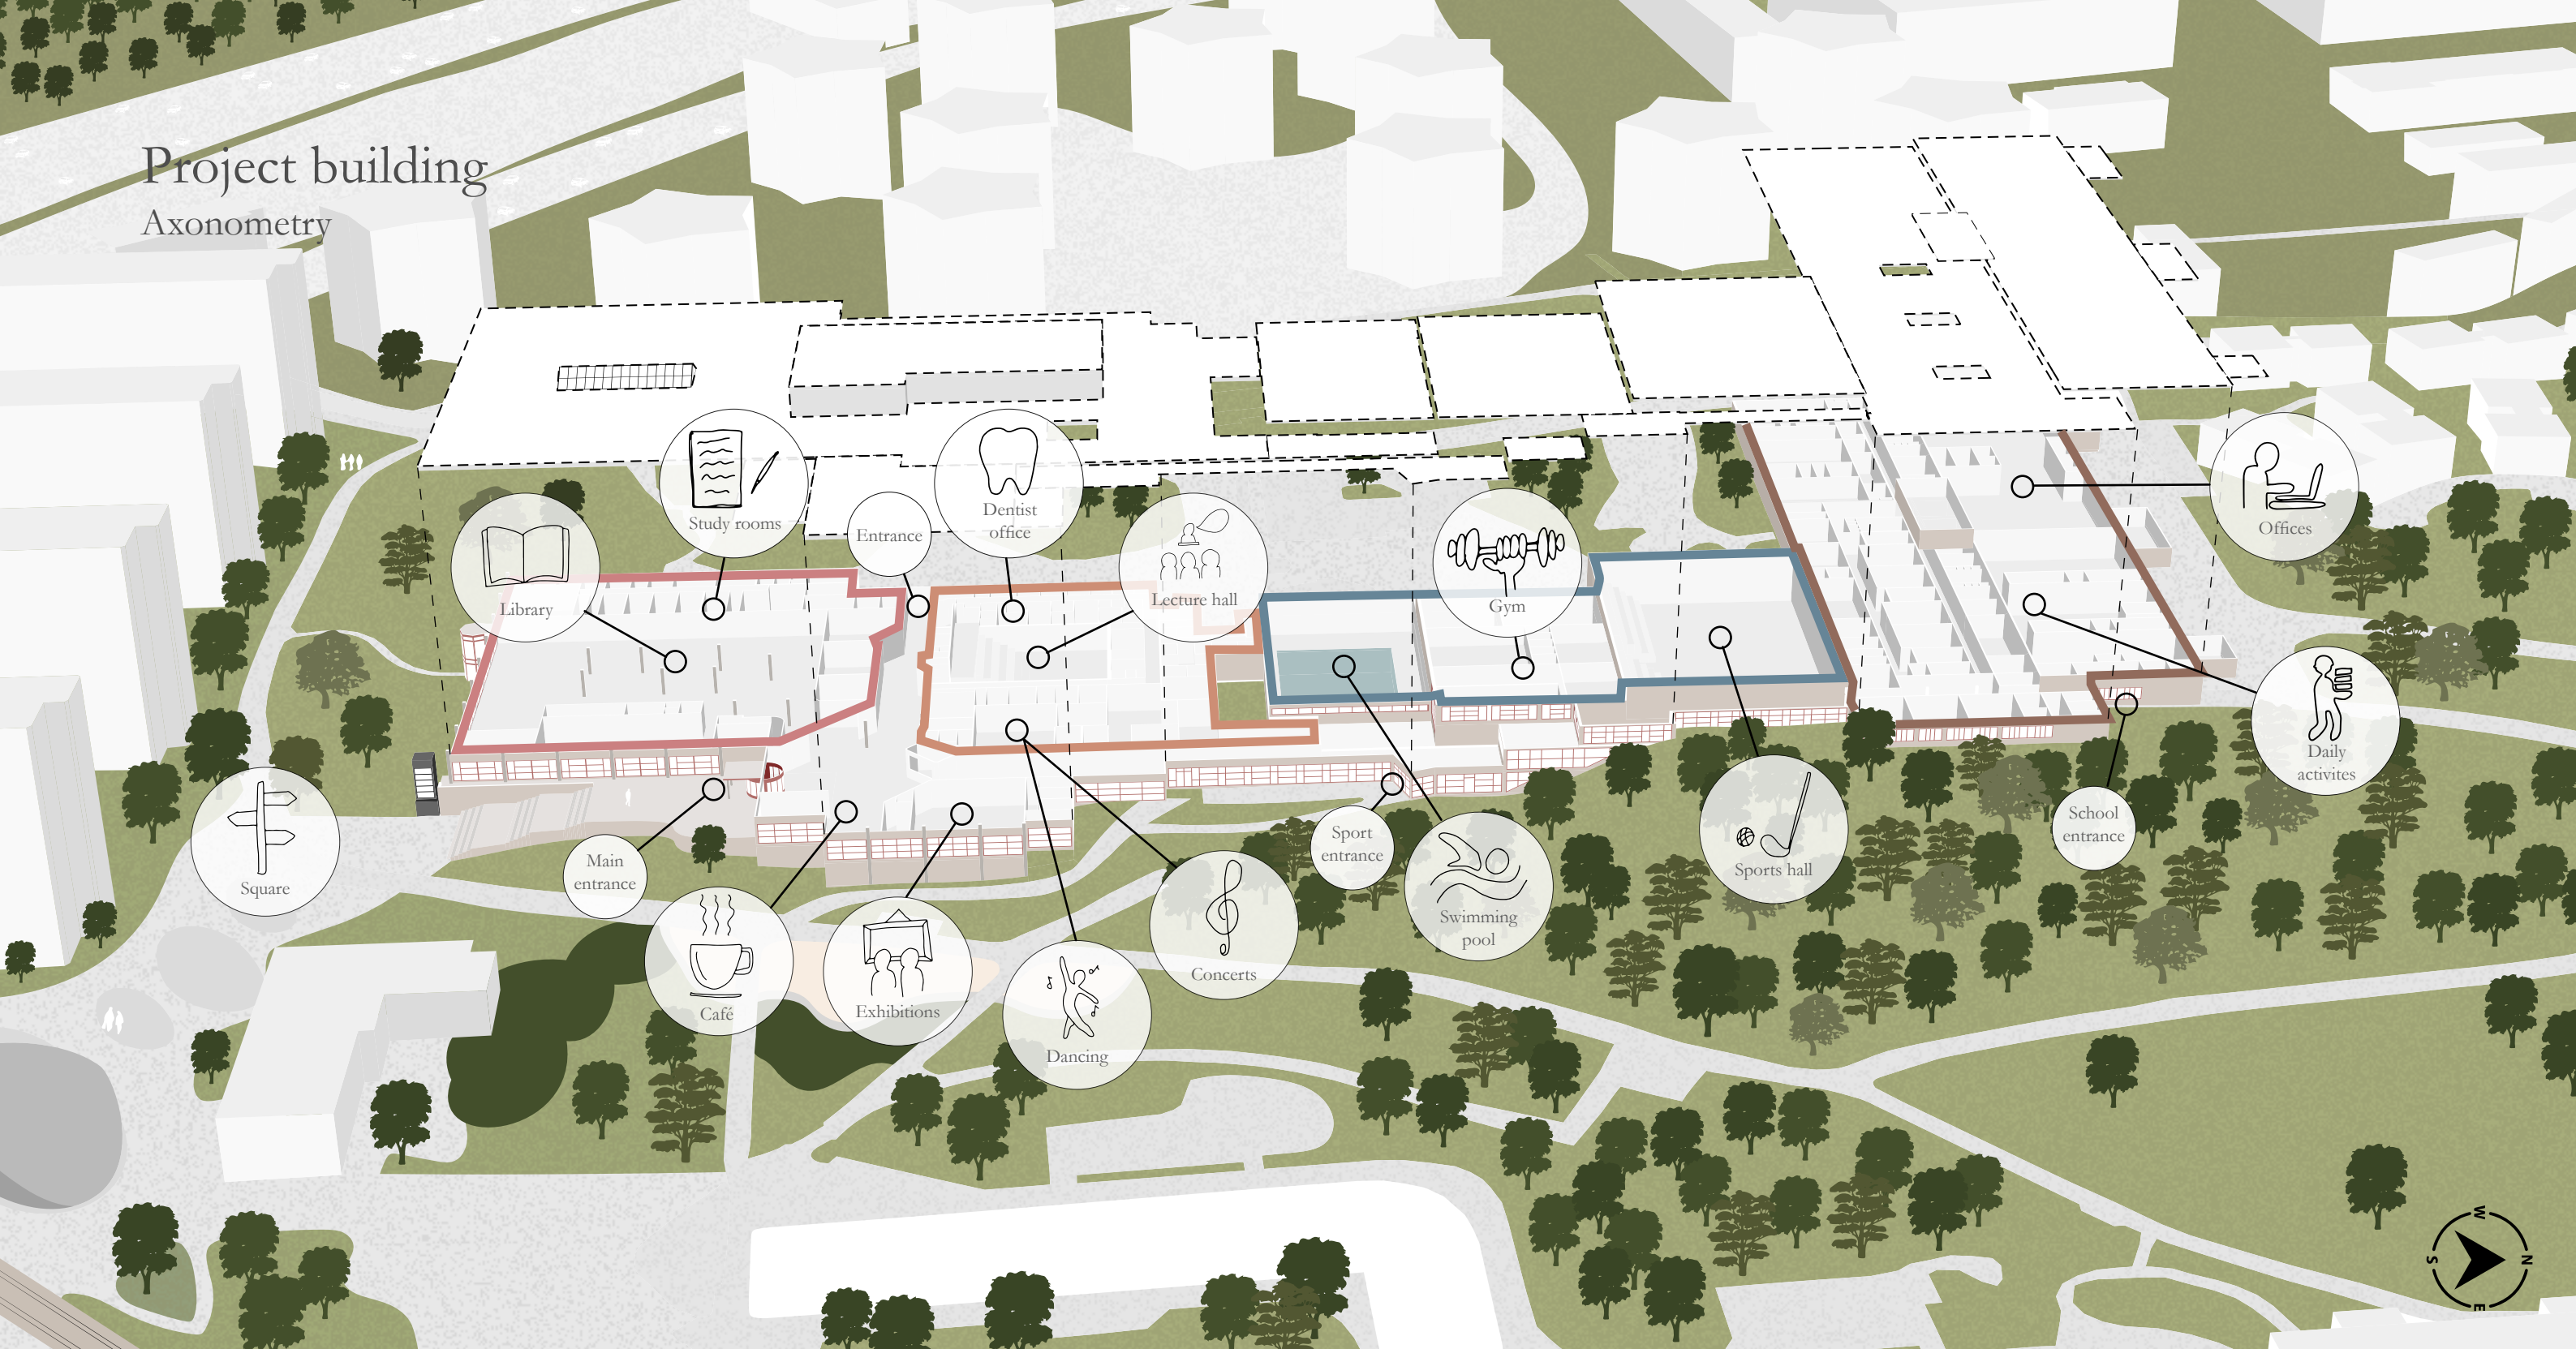 Project building
Axonometry
Study rooms
Dentist
office
Entrance
Library
Lecture hall
Gym
Offices
Daily
activites
School
entrance
Sports hall
Sport
entrance
Swimming
pool
Main
entrance
Square
Café
Exhibitions
Concerts
Dancing
W
N
S
E